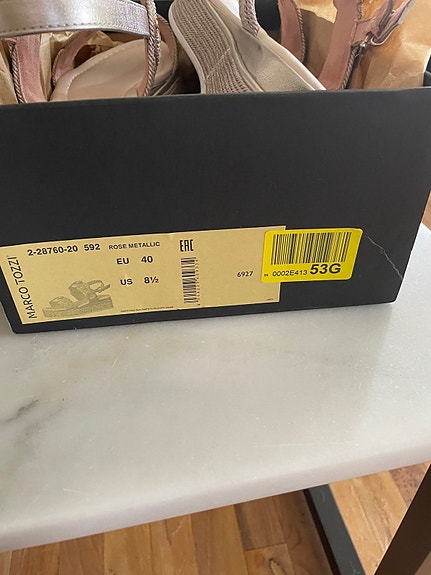 2-28760-20 592 ROSE METALLIC
EAC
EU 40
US 8½
MARCO TOZZI
6927
0002E413 53G